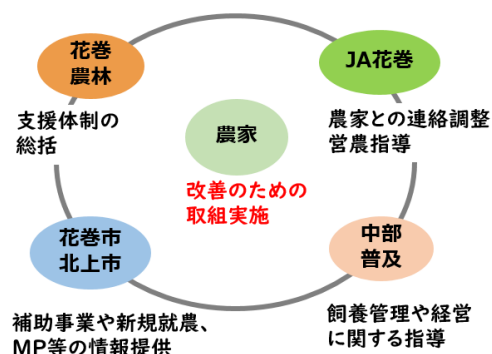 花巻
農林
支援体制の
総括
JA花巻
農家との連絡調整
営農指導
農家
改善のための
取組実施
花巻市
北上市
補助事業や新規就農、
MP等の情報提供
中部
普及
飼養管理や経営
に関する指導